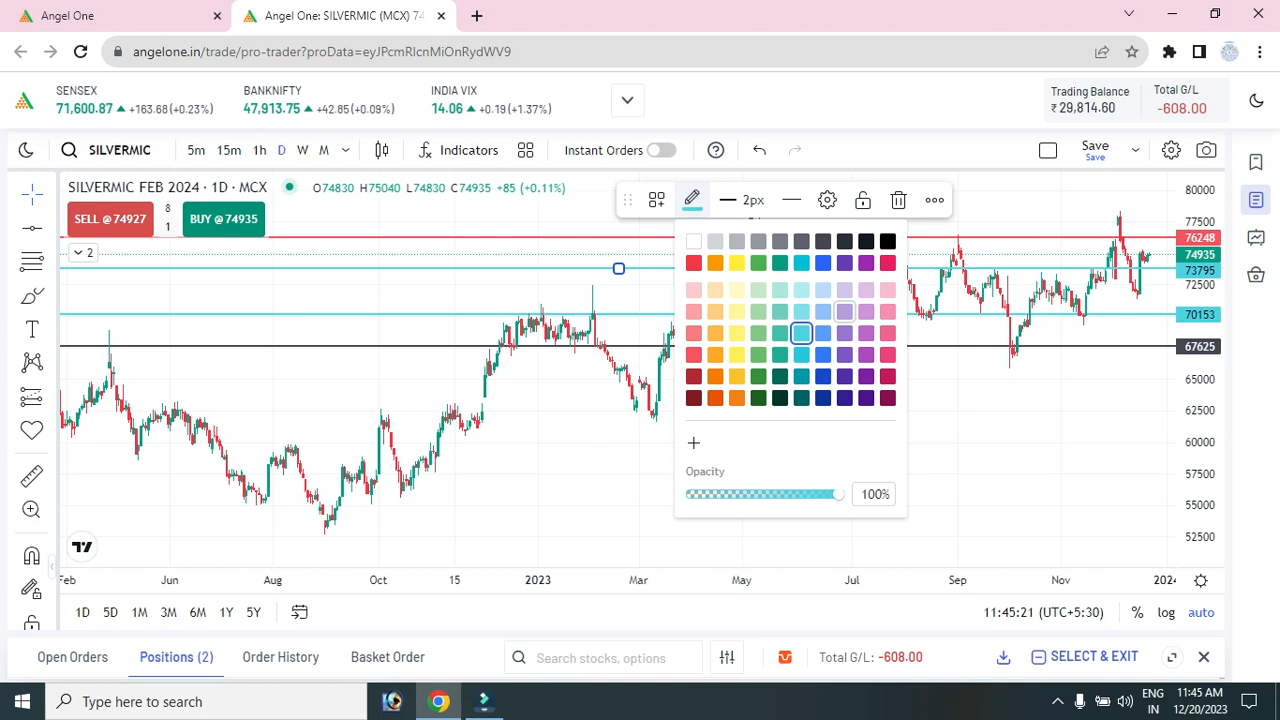 Angel One
Angel One: SILVERMIC (MCX) 74
angelone.in/trade/pro-trader?proData=eyJPcmRlcnMiOnRydWV9
SENSEX
71,600.87 +163.68 (+0.23%)
BANKNIFTY
47,913.75 +42.85 (+0.09%)
INDIA VIX
14.06 +0.19 (+1.37%)
Trading Balance
₹ 29,814.60
Total G/L
-608.00
SILVERMIC
5m 15m 1h D W M
Indicators
Instant Orders
Save
Save
SILVERMIC FEB 2024 · 1D · MCX
O74830 H75040 L74830 C74935 +85 (+0.11%)
2px
SELL @ 74927
8
1
BUY @ 74935
2
80000
77500
76248
74935
73795
72500
70153
67625
65000
62500
60000
57500
55000
52500
Opacity
100%
Feb Jun Aug Oct 15 2023 Mar May Jul Sep Nov 2024
1D 5D 1M 3M 6M 1Y 5Y
11:45:21 (UTC+5:30)
% log auto
Open Orders
Positions (2)
Order History
Basket Order
Search stocks, options
Total G/L: -608.00
SELECT & EXIT
Type here to search
ENG
IN
11:45 AM
12/20/2023